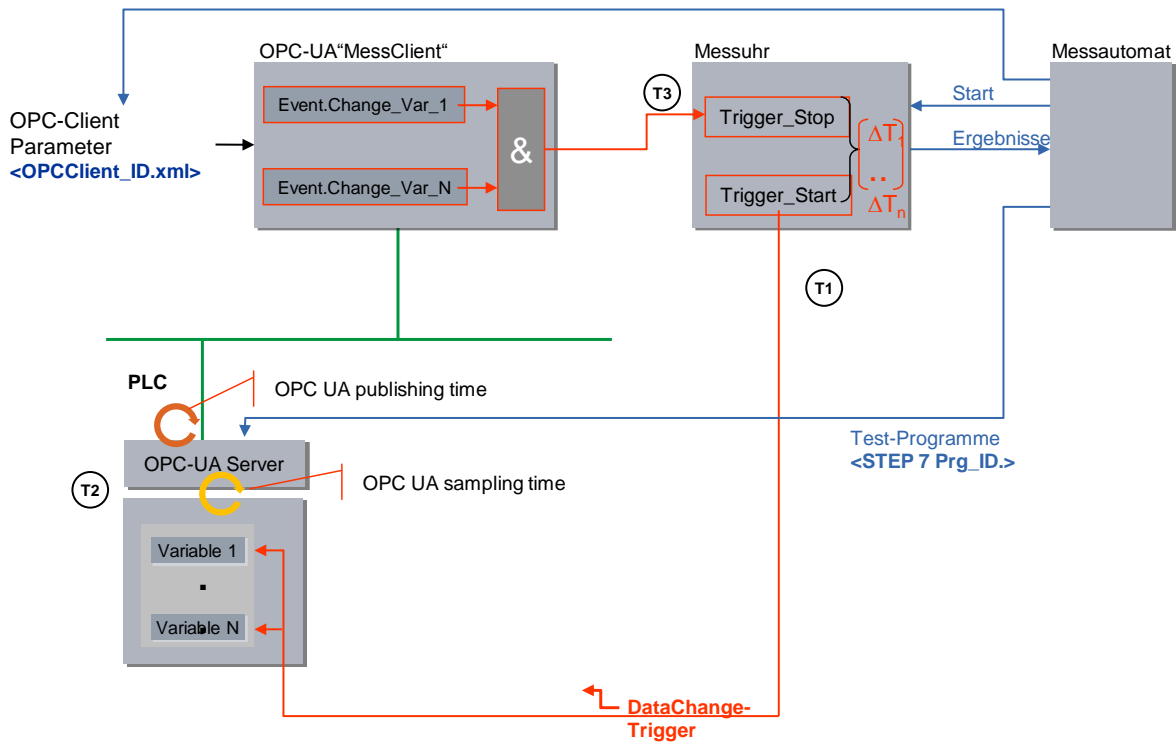 OPC-UA“MessClient“
Messuhr
Messautomat
Event.Change_Var_1
Event.Change_Var_N
&
T3
Trigger_Stop
Trigger_Start
ΔT1
..
ΔTn
Start
Ergebnisse
OPC-Client
Parameter
<OPCClient_ID.xml>
T1
PLC
OPC UA publishing time
OPC-UA Server
T2
OPC UA sampling time
Test-Programme
<STEP 7 Prg_ID.>
Variable 1
.
Variable N
.
DataChange-
Trigger